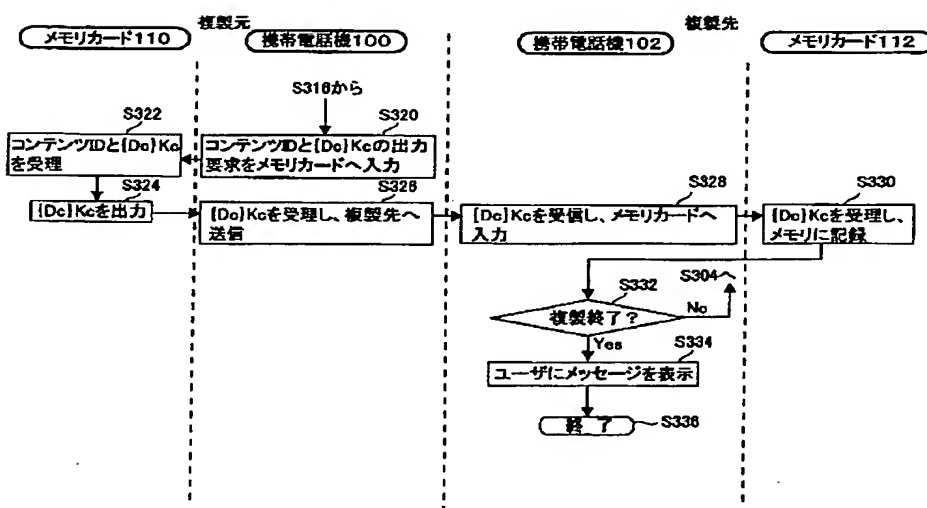 複製元
複製先
メモリカード110
携帯電話機100
携帯電話機102
メモリカード112
S316から
S322
コンテンツIDと{Dc}Kc
を受理
S320
コンテンツIDと{Dc}Kcの出力
要求をメモリカードへ入力
S324
{Dc}Kcを出力
S326
{Dc}Kcを受理し、複製先へ
送信
S328
{Dc}Kcを受信し、メモリカードへ
入力
S330
{Dc}Kcを受理し、
メモリに記録
S304へ
S332
複製終了?
No
Yes
S334
ユーザにメッセージを表示
終 了
S336